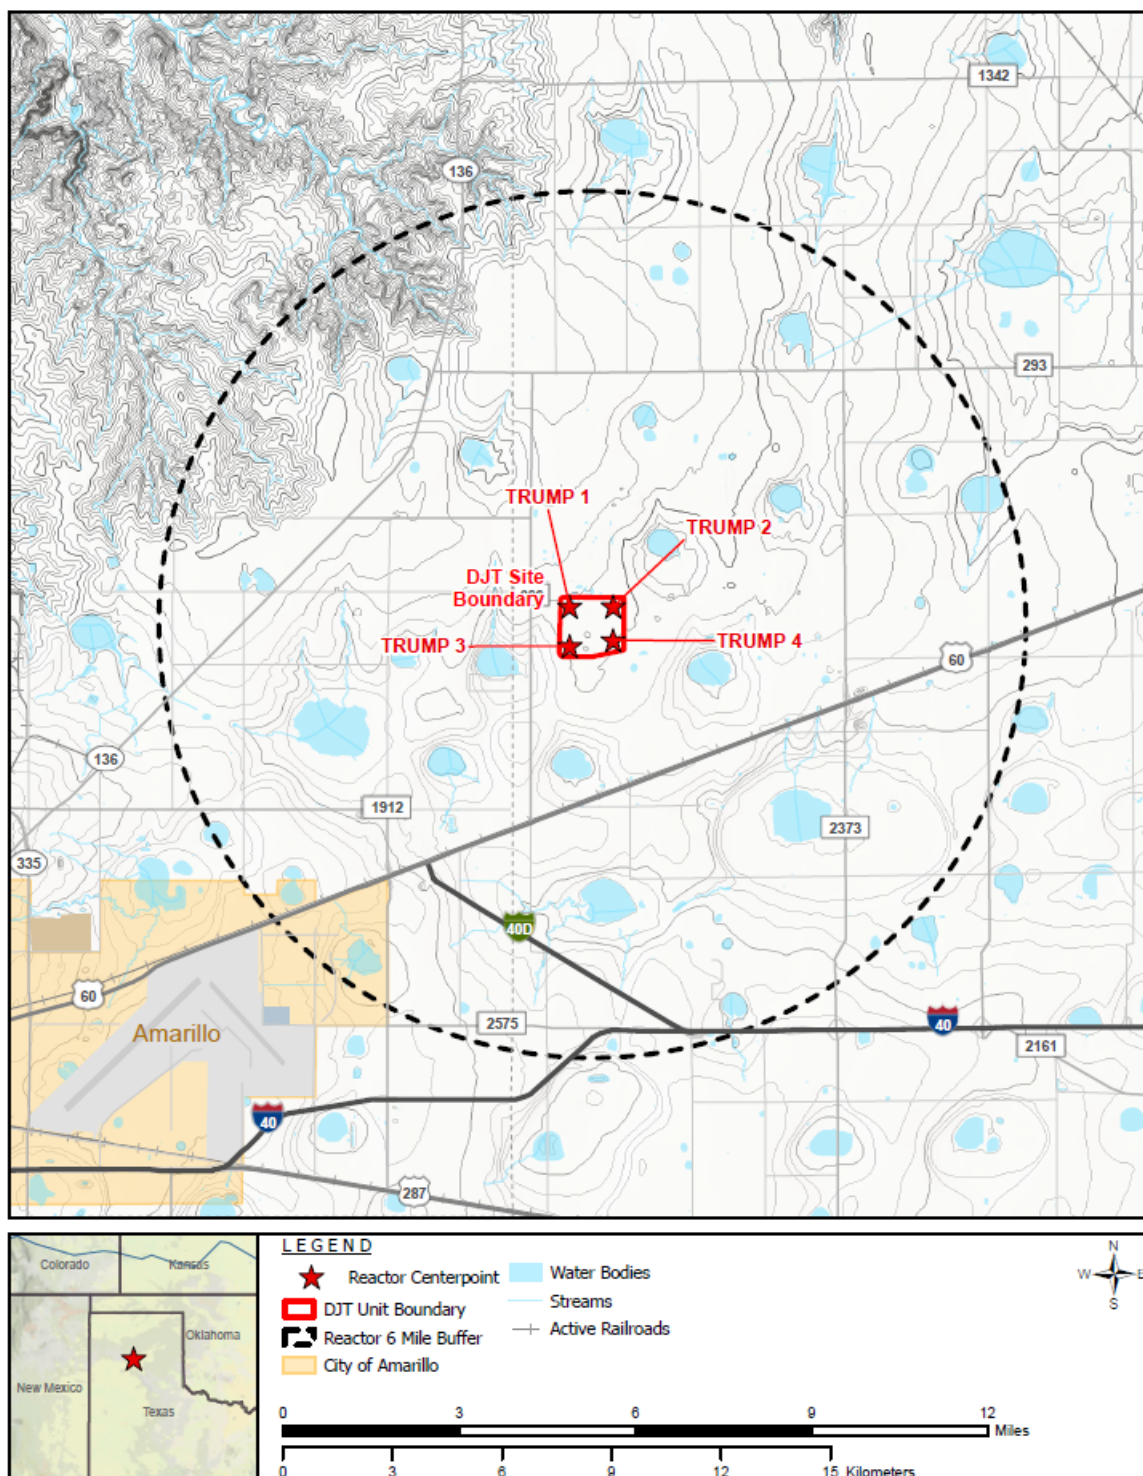 1342
136
293
TRUMP 1
TRUMP 2
DJT Site
Boundary
TRUMP 3
TRUMP 4
60
136
1912
2373
335
40D
60
2575
40
Amarillo
2161
40
287
Colorado
Kansas
Oklahoma
New Mexico
Texas
LEGEND
Reactor Centerpoint
DJT Unit Boundary
Reactor 6 Mile Buffer
City of Amarillo
Water Bodies
Streams
Active Railroads
N
W E
S
0 3 6 9 12
Miles
0 3 6 9 12 15 Kilometers